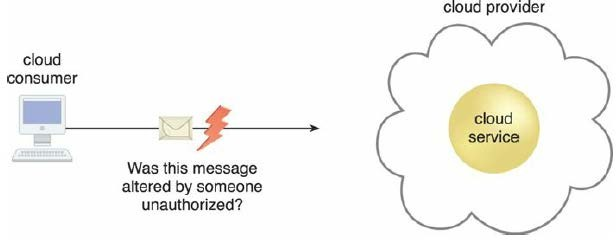 cloud provider
cloud
consumer
cloud
service
Was this message
altered by someone
unauthorized?